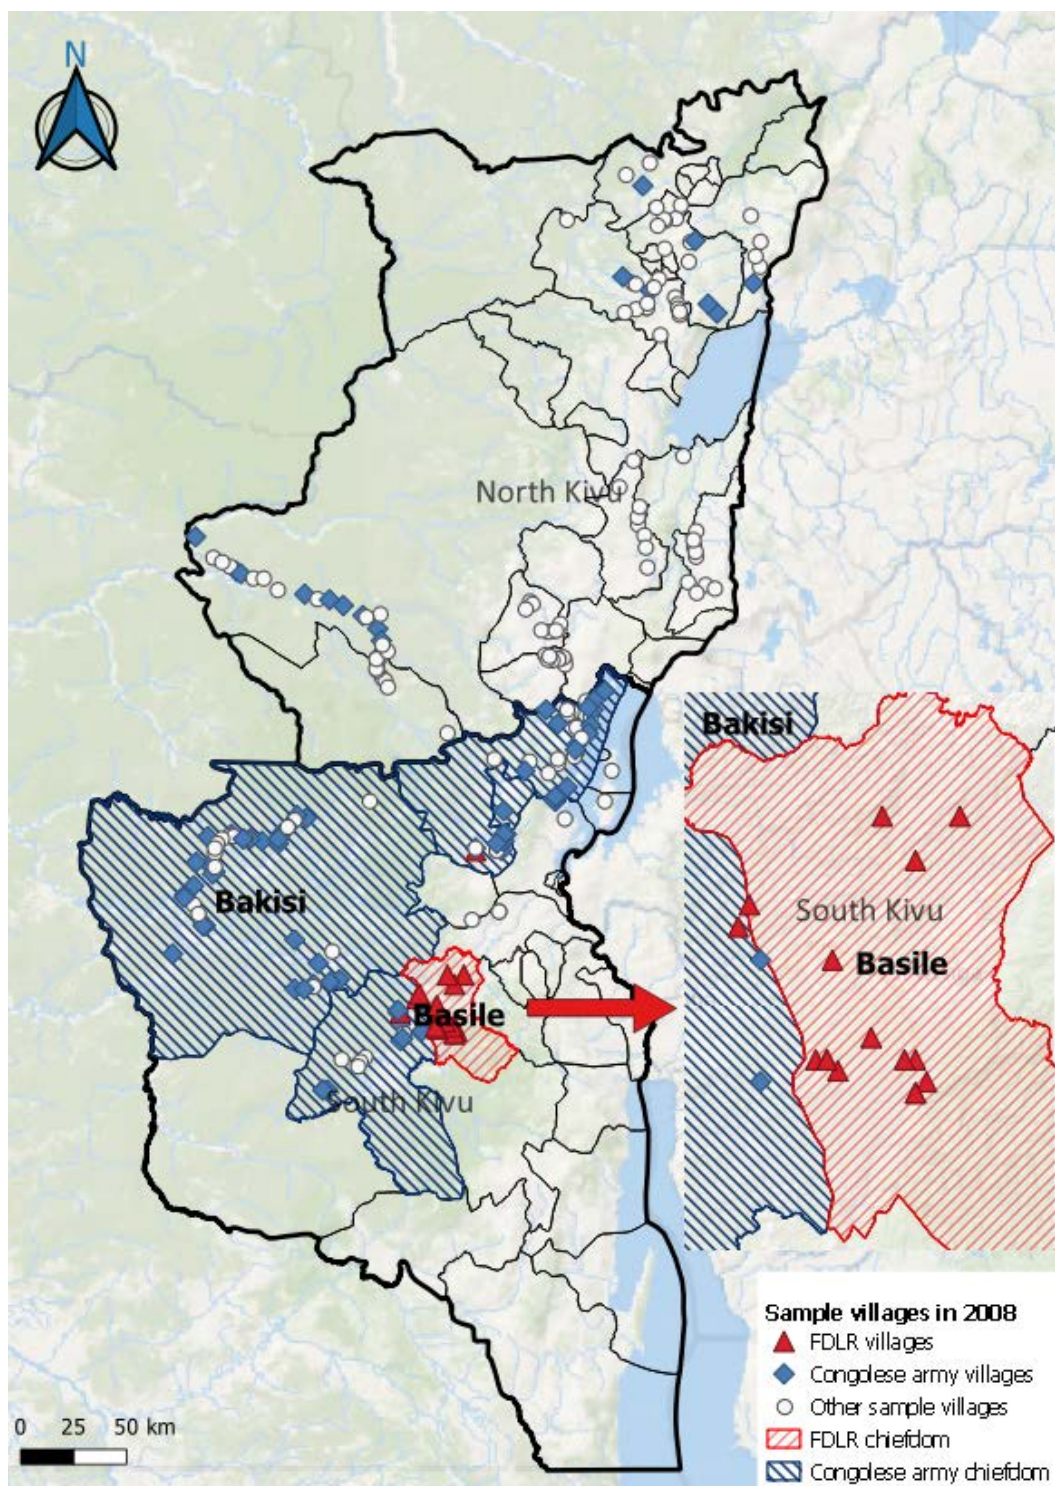 N
North Kivu
Bakisi
Bakisi
South Kivu
Basile
Basile
South Kivu
Sample villages in 2008
FDLR villages
Congolese army villages
Other sample villages
FDLR chiefdom
Congolese army chiefdom
0 25 50 km